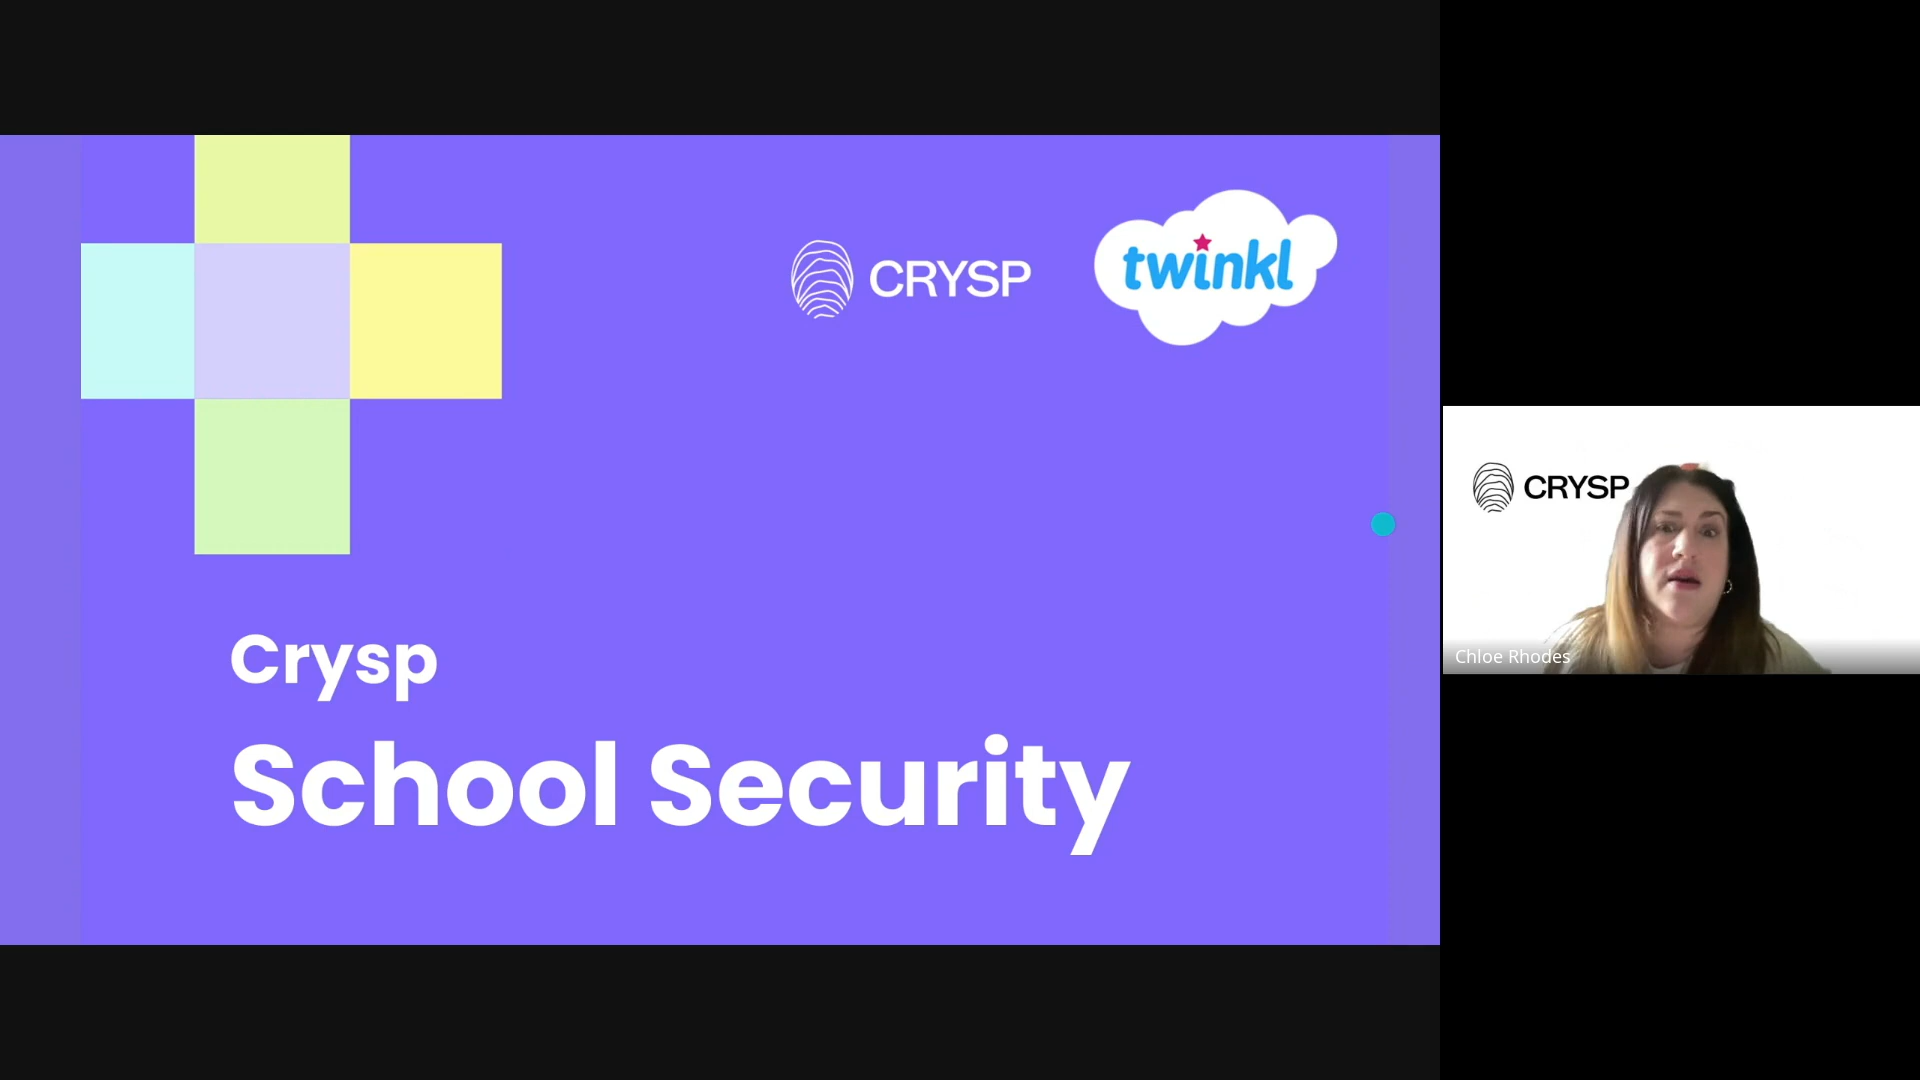 CRYSP
twinkl
Crysp
School Security
CRYSP
Chloe Rhodes